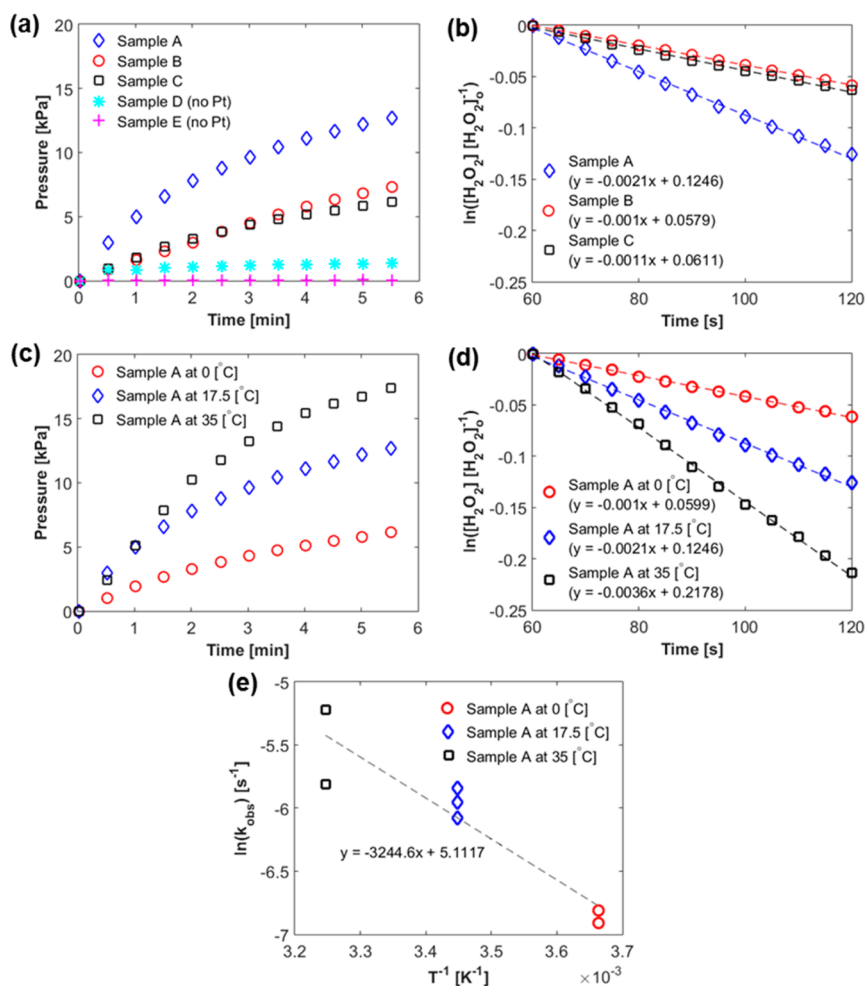 (a)
20
15
10
5
0
Pressure [kPa]
Sample A
Sample B
Sample C
Sample D (no Pt)
Sample E (no Pt)
0 1 2 3 4 5 6
Time [min]
(b)
0
-0.05
-0.1
-0.15
-0.2
-0.25
ln([H2O2] [H2O2]o-1)
Sample A
(y = -0.0021x + 0.1246)
Sample B
(y = -0.001x + 0.0579)
Sample C
(y = -0.0011x + 0.0611)
60 80 100 120
Time [s]
(c)
20
15
10
5
0
Pressure [kPa]
Sample A at 0 [°C]
Sample A at 17.5 [°C]
Sample A at 35 [°C]
0 1 2 3 4 5 6
Time [min]
(d)
0
-0.05
-0.1
-0.15
-0.2
-0.25
ln([H2O2] [H2O2]o-1)
Sample A at 0 [°C]
(y = -0.001x + 0.0599)
Sample A at 17.5 [°C]
(y = -0.0021x + 0.1246)
Sample A at 35 [°C]
(y = -0.0036x + 0.2178)
60 80 100 120
Time [s]
(e)
-5
-5.5
-6
-6.5
-7
ln(kobs) [s-1]
Sample A at 0 [°C]
Sample A at 17.5 [°C]
Sample A at 35 [°C]
y = -3244.6x + 5.1117
3.2 3.3 3.4 3.5 3.6 3.7
T-1 [K-1]
× 10-3